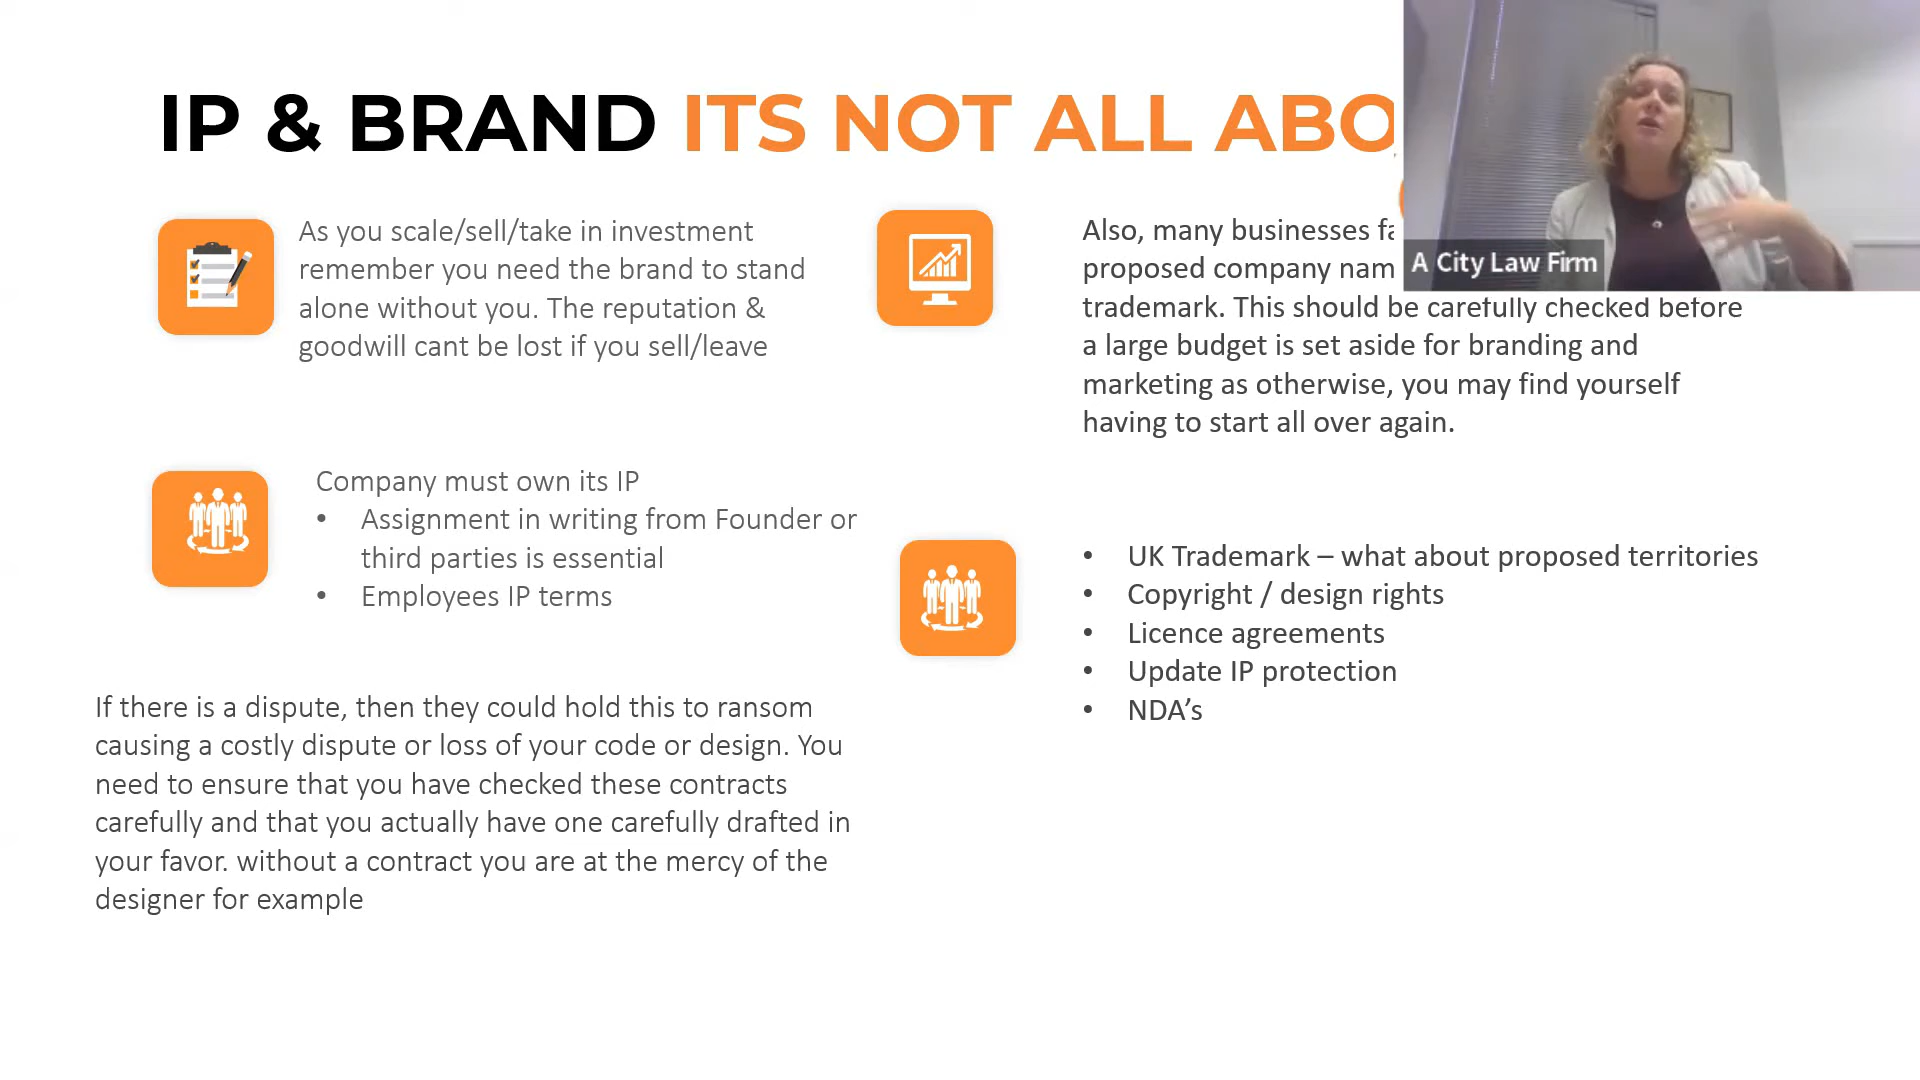 IP & BRAND ITS NOT ALL ABO
As you scale/sell/take in investment
remember you need the brand to stand
alone without you. The reputation &
goodwill cant be lost if you sell/leave
Company must own its IP
• Assignment in writing from Founder or
third parties is essential
• Employees IP terms
If there is a dispute, then they could hold this to ransom
causing a costly dispute or loss of your code or design. You
need to ensure that you have checked these contracts
carefully and that you actually have one carefully drafted in
your favor. without a contract you are at the mercy of the
designer for example
Also, many businesses
proposed company
trademark. This should be carefully checked before
a large budget is set aside for branding and
marketing as otherwise, you may find yourself
having to start all over again.
• UK Trademark – what about proposed territories
• Copyright / design rights
• Licence agreements
• Update IP protection
• NDA’s
A City Law Firm